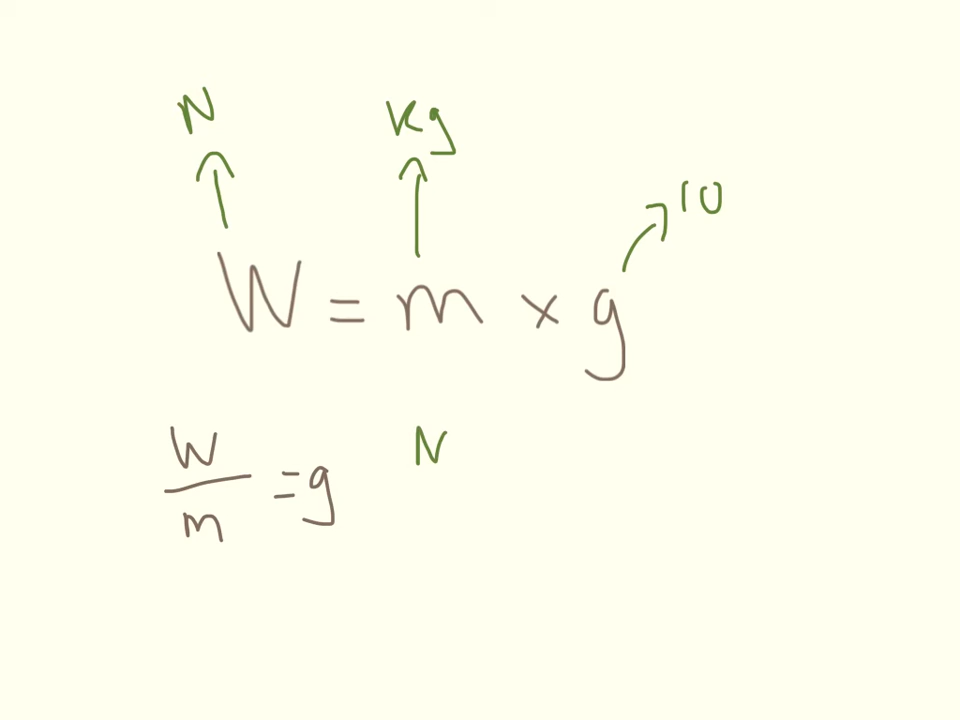 N kg
10
W = m × g
W/m = g N